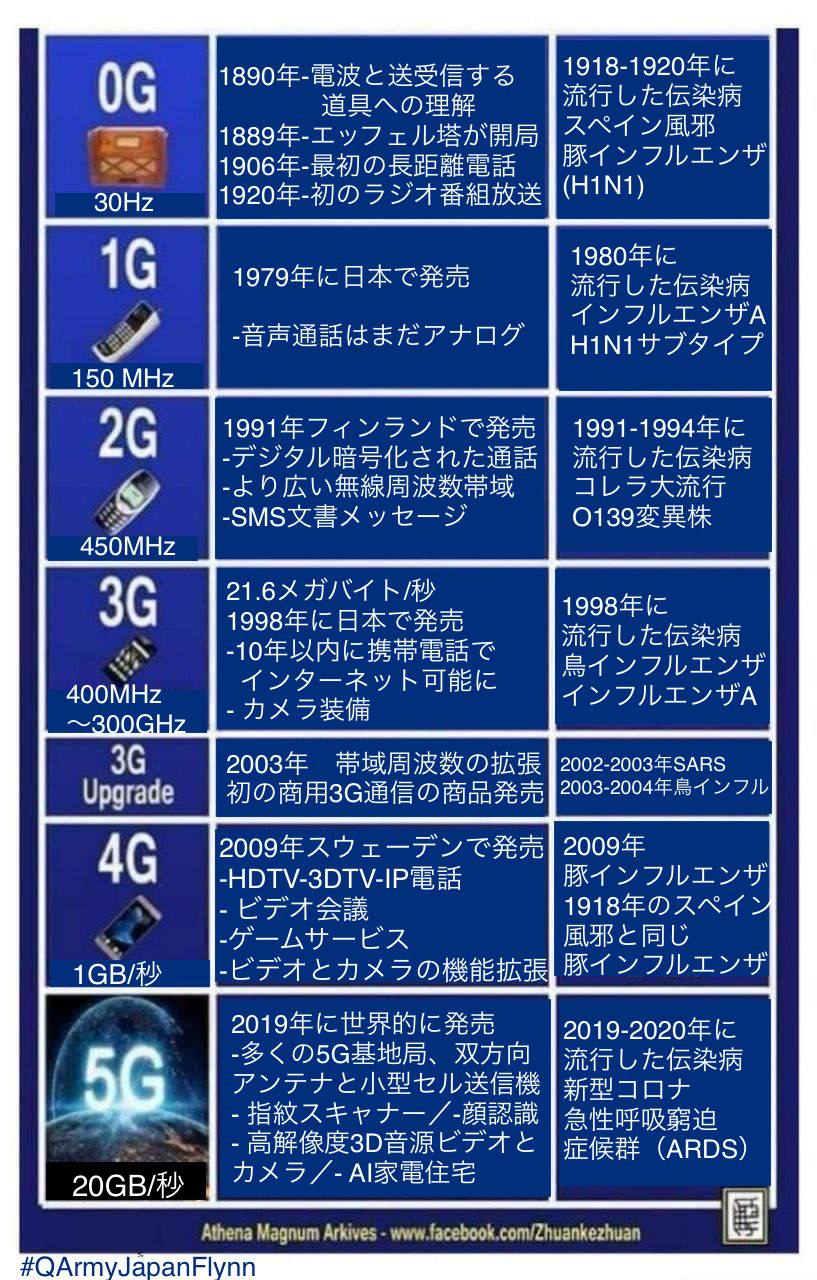 0G
30Hz
1890年-電波と送受信する
道具への理解
1889年-エッフェル塔が開局
1906年-最初の長距離電話
1920年-初のラジオ番組放送
1918-1920年に
流行した伝染病
スペイン風邪
豚インフルエンザ
(H1N1)
1G
150 MHz
1979年に日本で発売
-音声通話はまだアナログ
1980年に
流行した伝染病
インフルエンザA
H1N1サブタイプ
2G
450MHz
1991年フィンランドで発売
-デジタル暗号化された通話
-より広い無線周波数帯域
-SMS文書メッセージ
1991-1994年に
流行した伝染病
コレラ大流行
O139変異株
3G
400MHz
～300GHz
21.6メガバイト/秒
1998年に日本で発売
-10年以内に携帯電話で
インターネット可能に
- カメラ装備
1998年に
流行した伝染病
鳥インフルエンザ
インフルエンザA
3G
Upgrade
2003年　帯域周波数の拡張
初の商用3G通信の商品発売
2002-2003年SARS
2003-2004年鳥インフル
4G
1GB/秒
2009年スウェーデンで発売
-HDTV-3DTV-IP電話
- ビデオ会議
-ゲームサービス
-ビデオとカメラの機能拡張
2009年
豚インフルエンザ
1918年のスペイン
風邪と同じ
豚インフルエンザ
5G
20GB/秒
2019年に世界的に発売
-多くの5G基地局、双方向
アンテナと小型セル送信機
- 指紋スキャナー／-顔認識
- 高解像度3D音源ビデオと
カメラ／- AI家電住宅
2019-2020年に
流行した伝染病
新型コロナ
急性呼吸窮迫
症候群（ARDS）
Athena Magnum Arkives - www.facebook.com/Zhuankezhuan
#QArmyJapanFlynn